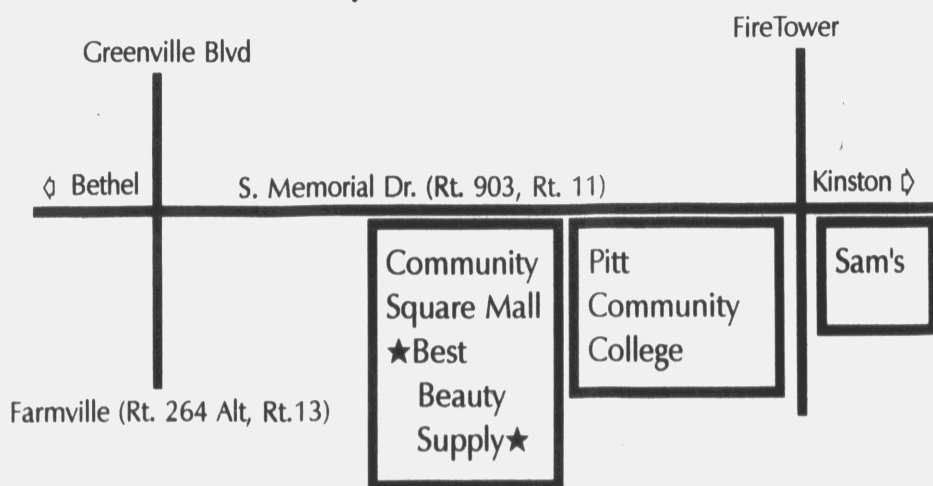 FireTower
Greenville Blvd
Bethel
S. Memorial Dr. (Rt. 903, Rt. 11)
Kinston
Community
Square Mall
★Best
Beauty
Supply★
Pitt
Community
College
Sam's
Farmville (Rt. 264 Alt, Rt.13)